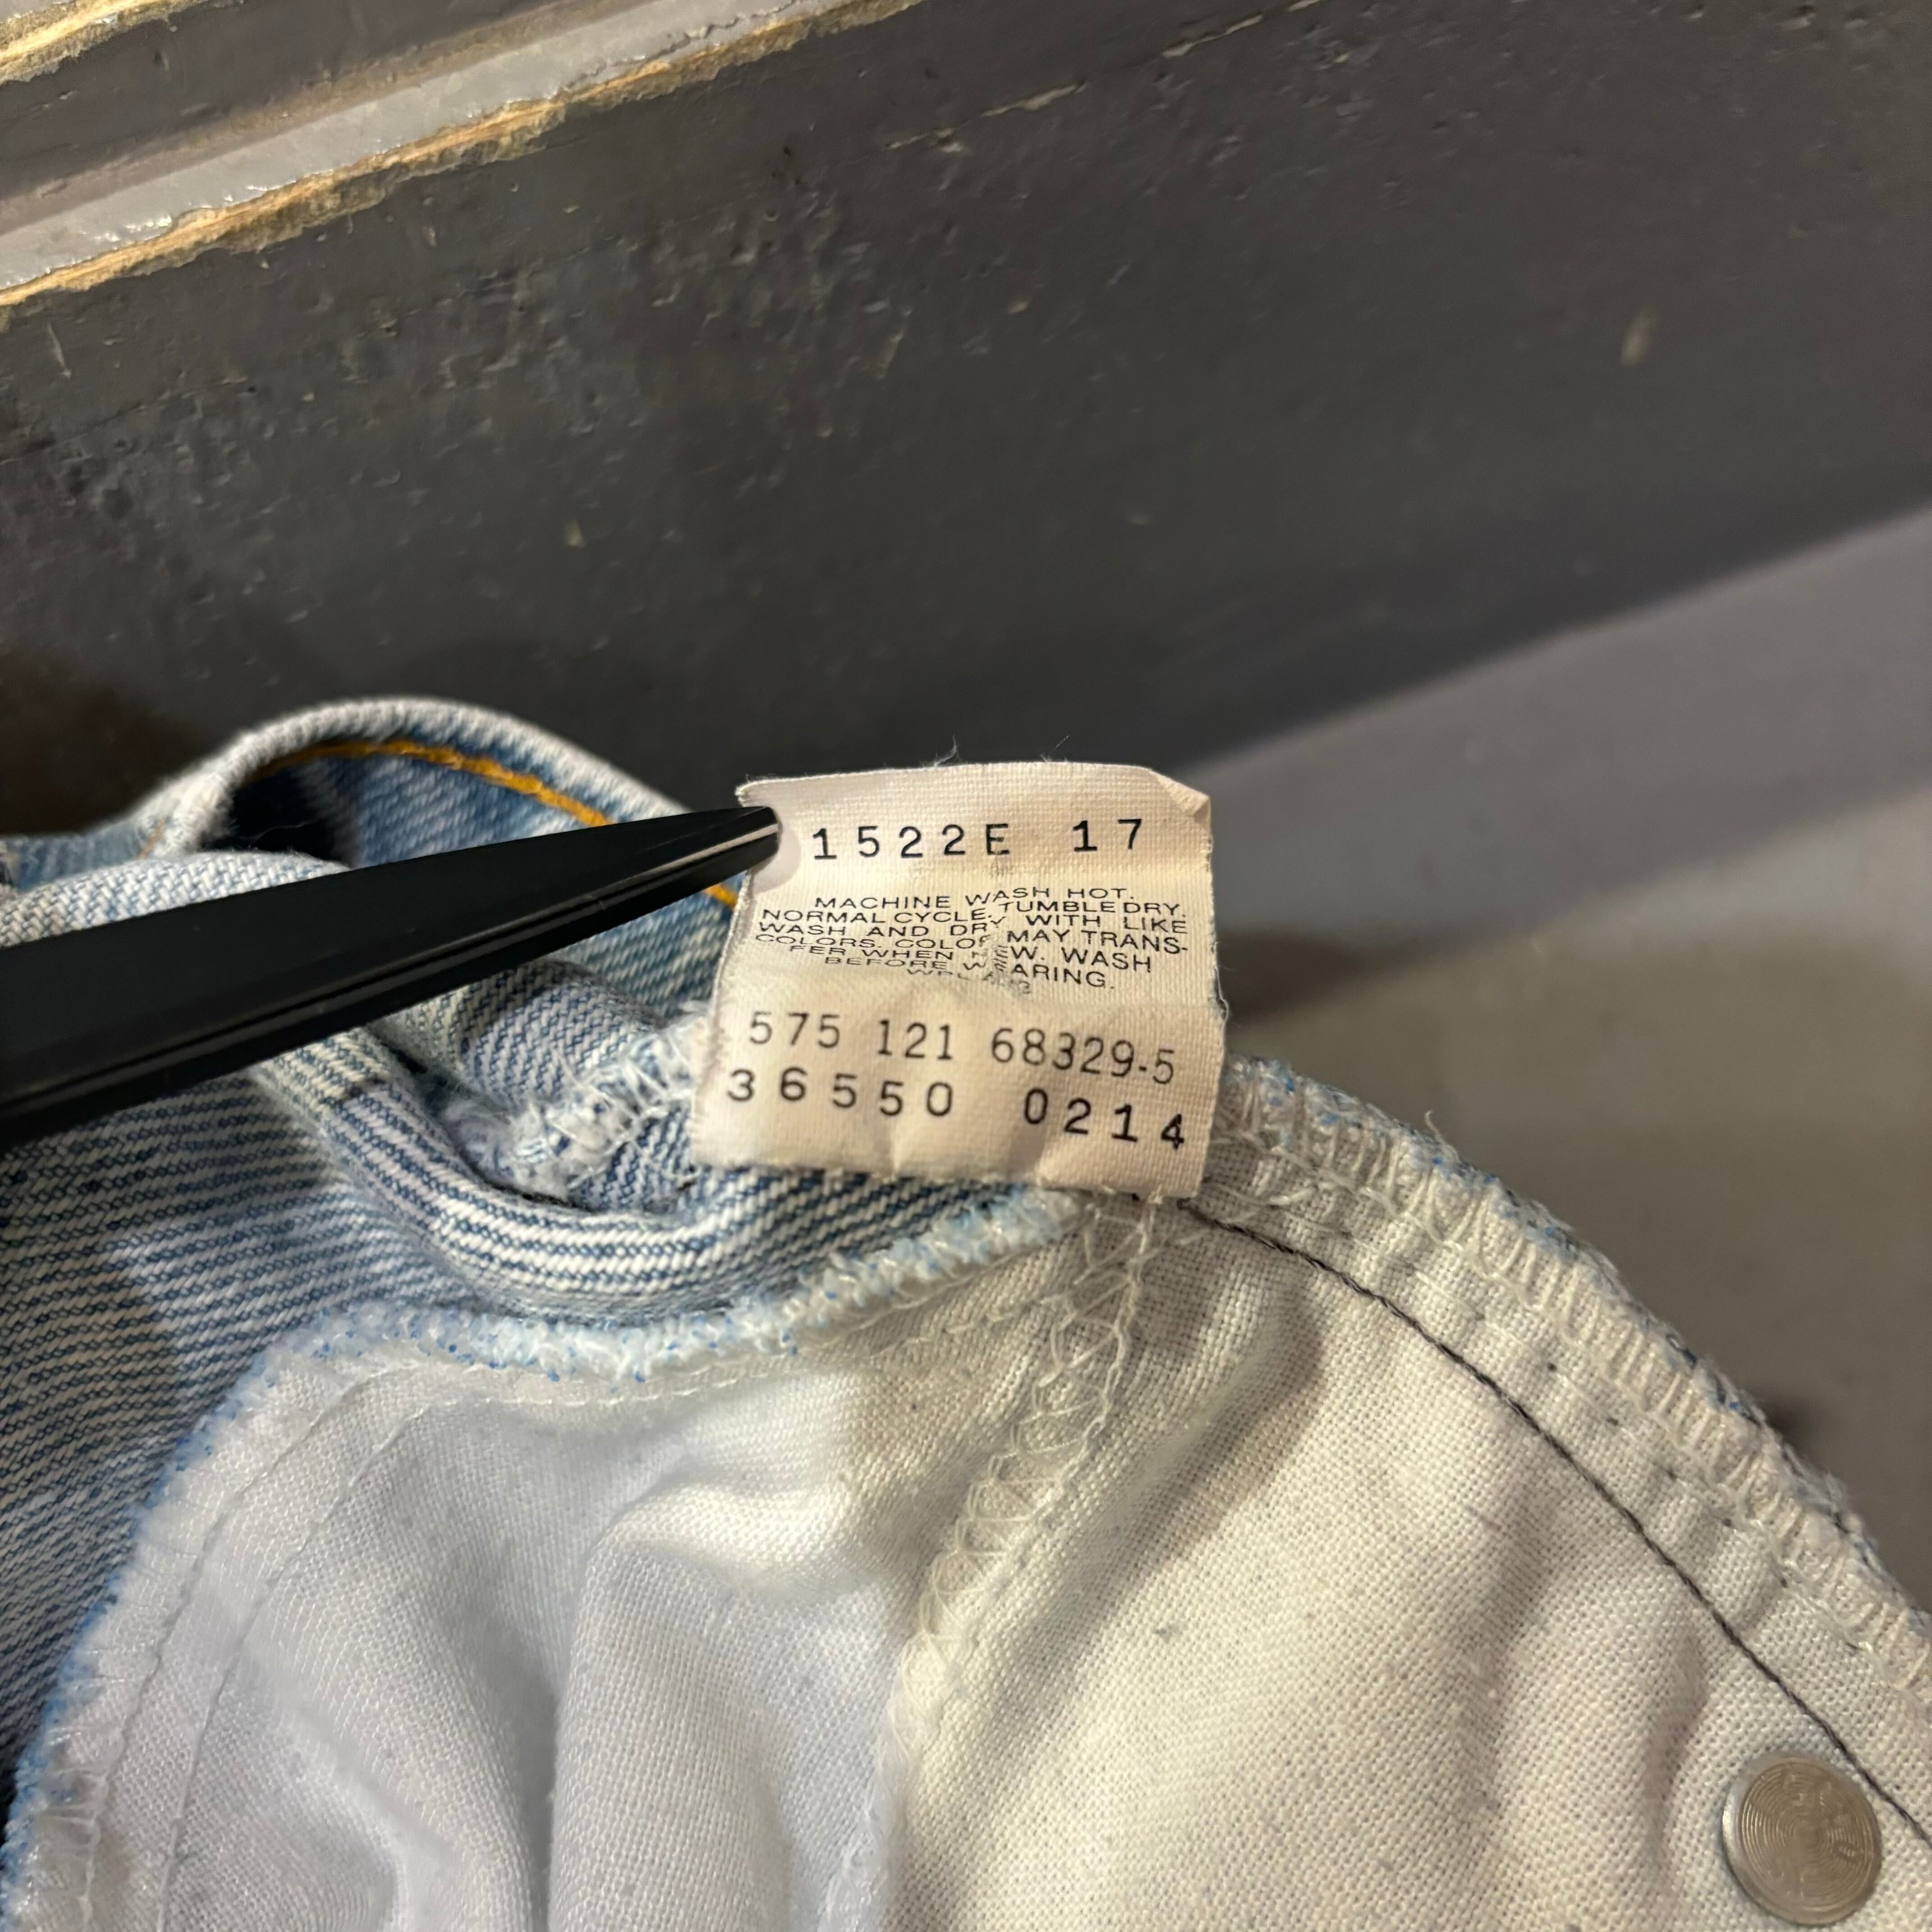 1522E 17
MACHINE WASH HOT.
NORMAL CYCLE. TUMBLE DRY.
WASH AND DRY WITH LIKE
COLORS. COLOR MAY TRANS-
FER WHEN NEW. WASH
BEFORE WEARING.
575 121 68329-5
36550 0214